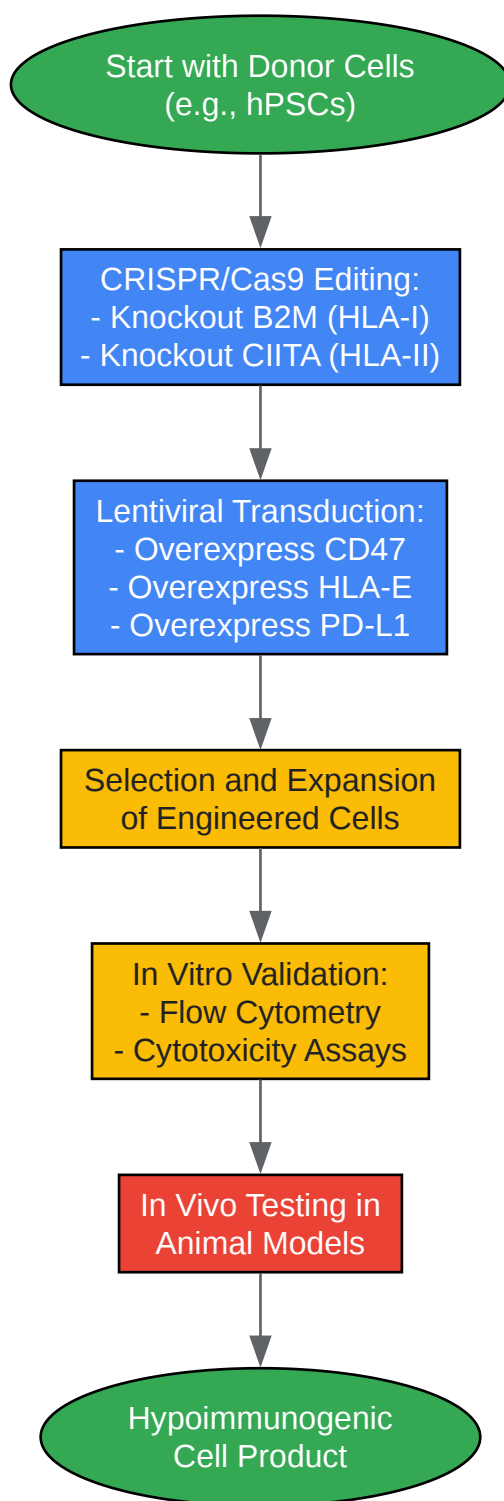 Start with Donor Cells
(e.g., hPSCs)
CRISPR/Cas9 Editing:
- Knockout B2M (HLA-I)
- Knockout CIITA (HLA-II)
Lentiviral Transduction:
- Overexpress CD47
- Overexpress HLA-E
- Overexpress PD-L1
Selection and Expansion
of Engineered Cells
In Vitro Validation:
- Flow Cytometry
- Cytotoxicity Assays
In Vivo Testing in
Animal Models
Hypoimmunogenic
Cell Product